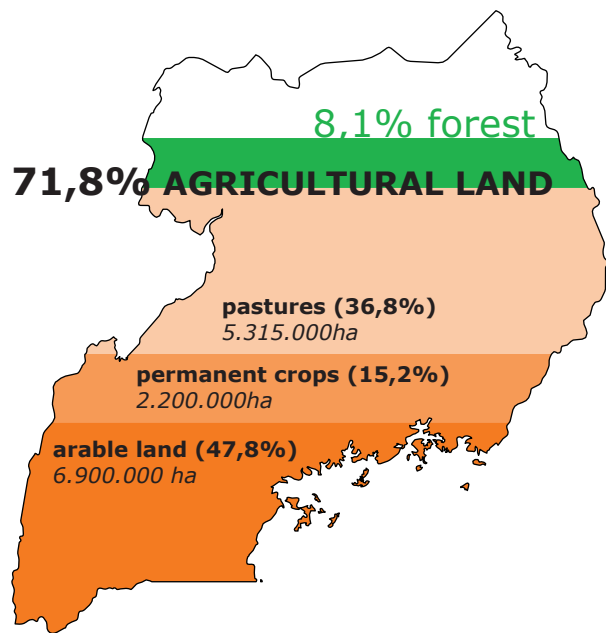 8,1% forest
71,8% AGRICULTURAL LAND
pastures (36,8%)
5.315.000ha
permanent crops (15,2%)
2.200.000ha
arable land (47,8%)
6.900.000 ha